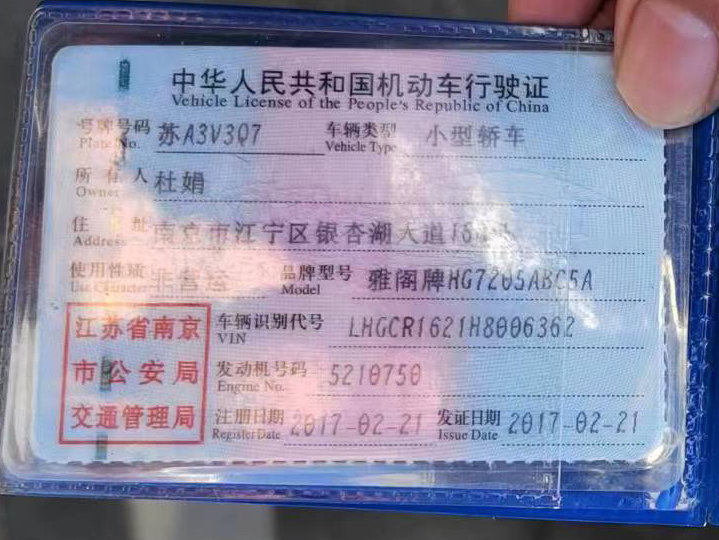 中华人民共和国机动车行驶证
Vehicle License of the People's Republic of China
号牌号码 苏A3V3Q7 车辆类型 小型轿车
Plate No. Vehicle Type
所有人 杜娟
Owner
住址 南京市江宁区银杏湖大道
Address
使用性质 非营运 品牌型号 雅阁牌HG7205ABC5A
Use Character Model
江苏省南京 车辆识别代号 LHGCR1621H8006362
VIN
市公安局 发动机号码 5210750
Engine No.
交通管理局 注册日期 2017-02-21 发证日期 2017-02-21
Register Date Issue Date